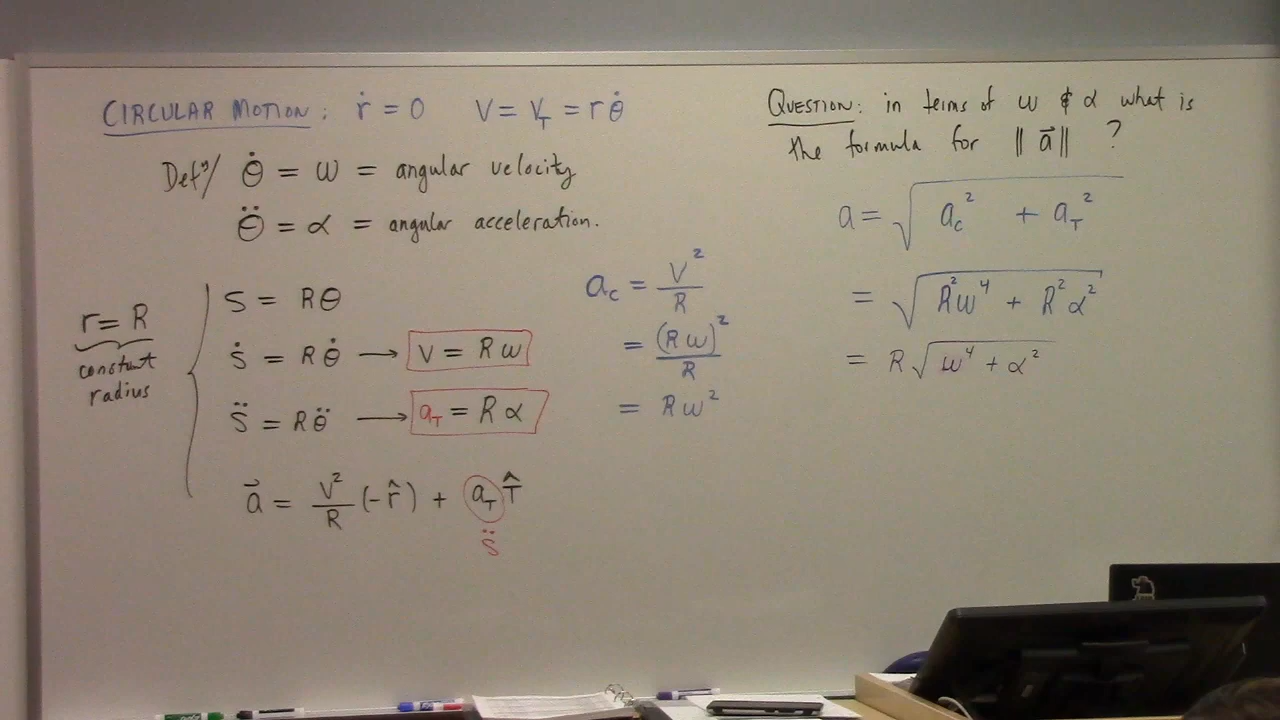 CIRCULAR MOTION: ṙ = 0 V = V_T = rθ̇
Defⁿ/ θ̇ = ω = angular velocity
θ̈ = α = angular acceleration.
r = R
constant
radius
S = Rθ
Ṡ = Rθ̇ → V = Rω
S̈ = Rθ̈ → a_T = Rα
a⃗ = V²/R (-r̂) + a_T T̂
S̈
a_c = V²/R
= (Rω)²/R
= Rω²
QUESTION: in terms of ω & α what is
the formula for ‖a⃗‖ ?
a = √(a_c² + a_T²)
= √(R²ω⁴ + R²α²)
= R√(ω⁴ + α²)